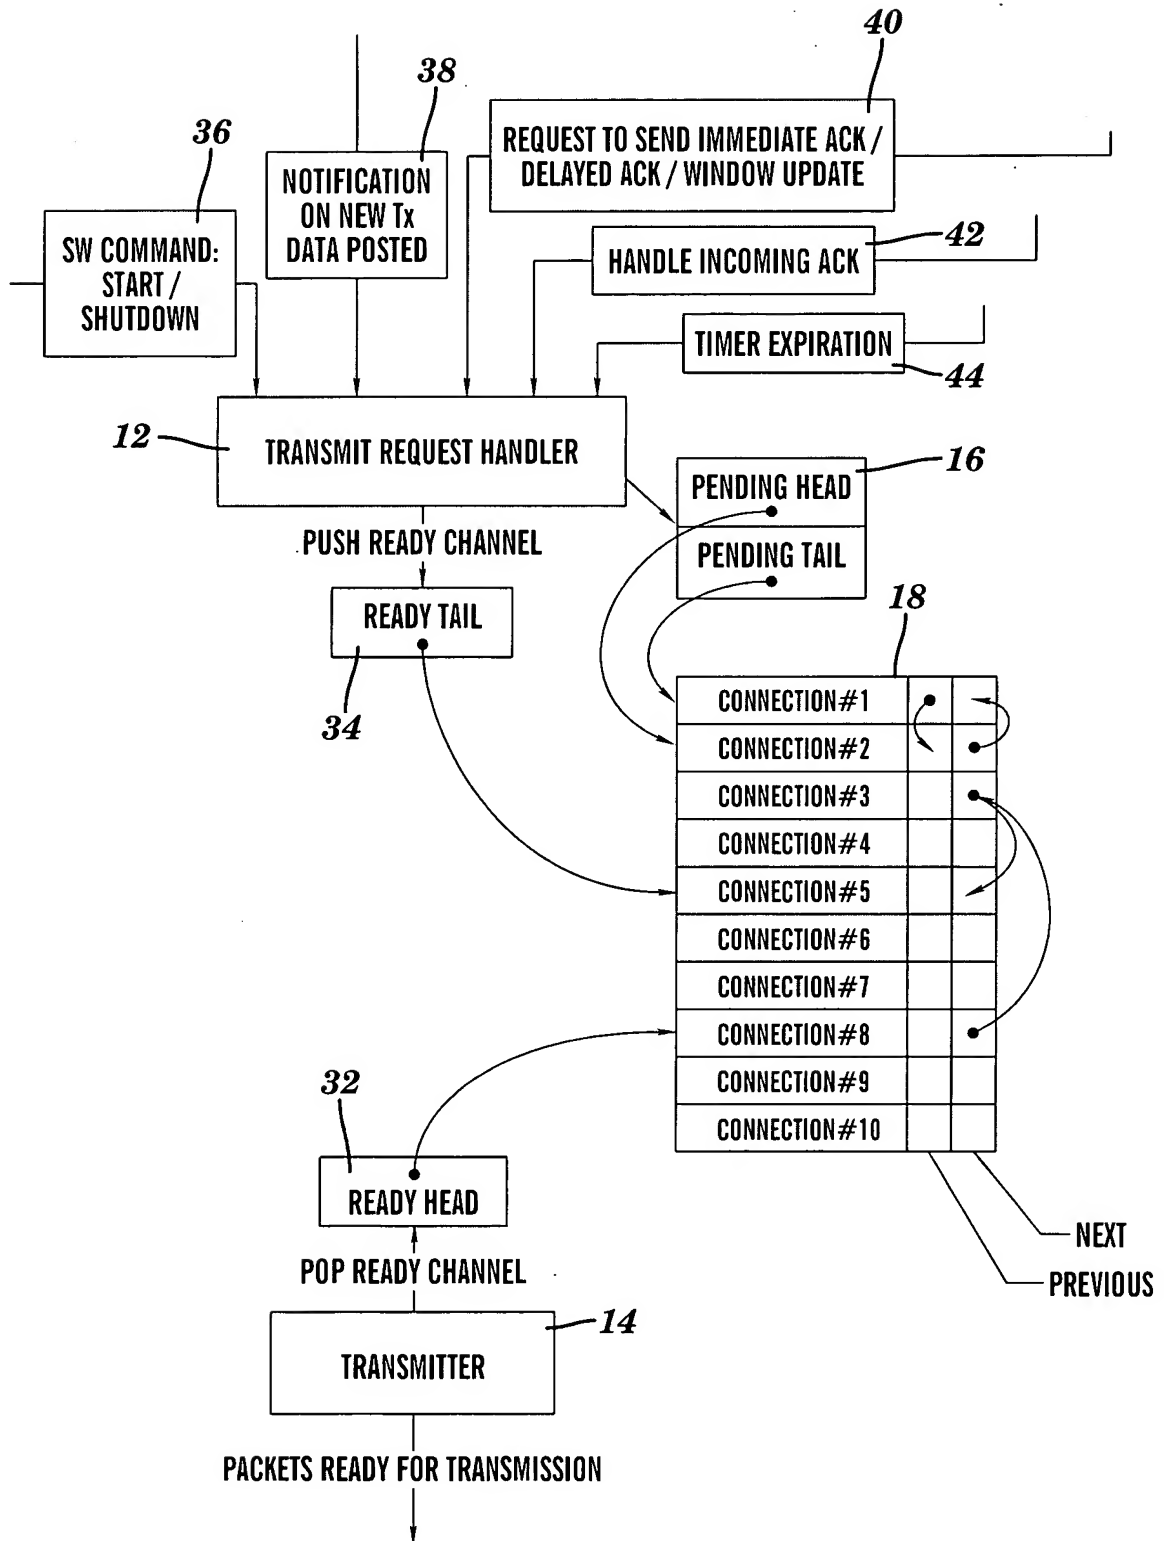 40
38
36
REQUEST TO SEND IMMEDIATE ACK /
DELAYED ACK / WINDOW UPDATE
NOTIFICATION
ON NEW Tx
DATA POSTED
SW COMMAND:
START /
SHUTDOWN
42
HANDLE INCOMING ACK
TIMER EXPIRATION
44
12
TRANSMIT REQUEST HANDLER
16
PENDING HEAD
PENDING TAIL
PUSH READY CHANNEL
READY TAIL
34
18
CONNECTION#1
CONNECTION#2
CONNECTION#3
CONNECTION#4
CONNECTION#5
CONNECTION#6
CONNECTION#7
CONNECTION#8
CONNECTION#9
CONNECTION#10
32
READY HEAD
NEXT
PREVIOUS
POP READY CHANNEL
14
TRANSMITTER
PACKETS READY FOR TRANSMISSION